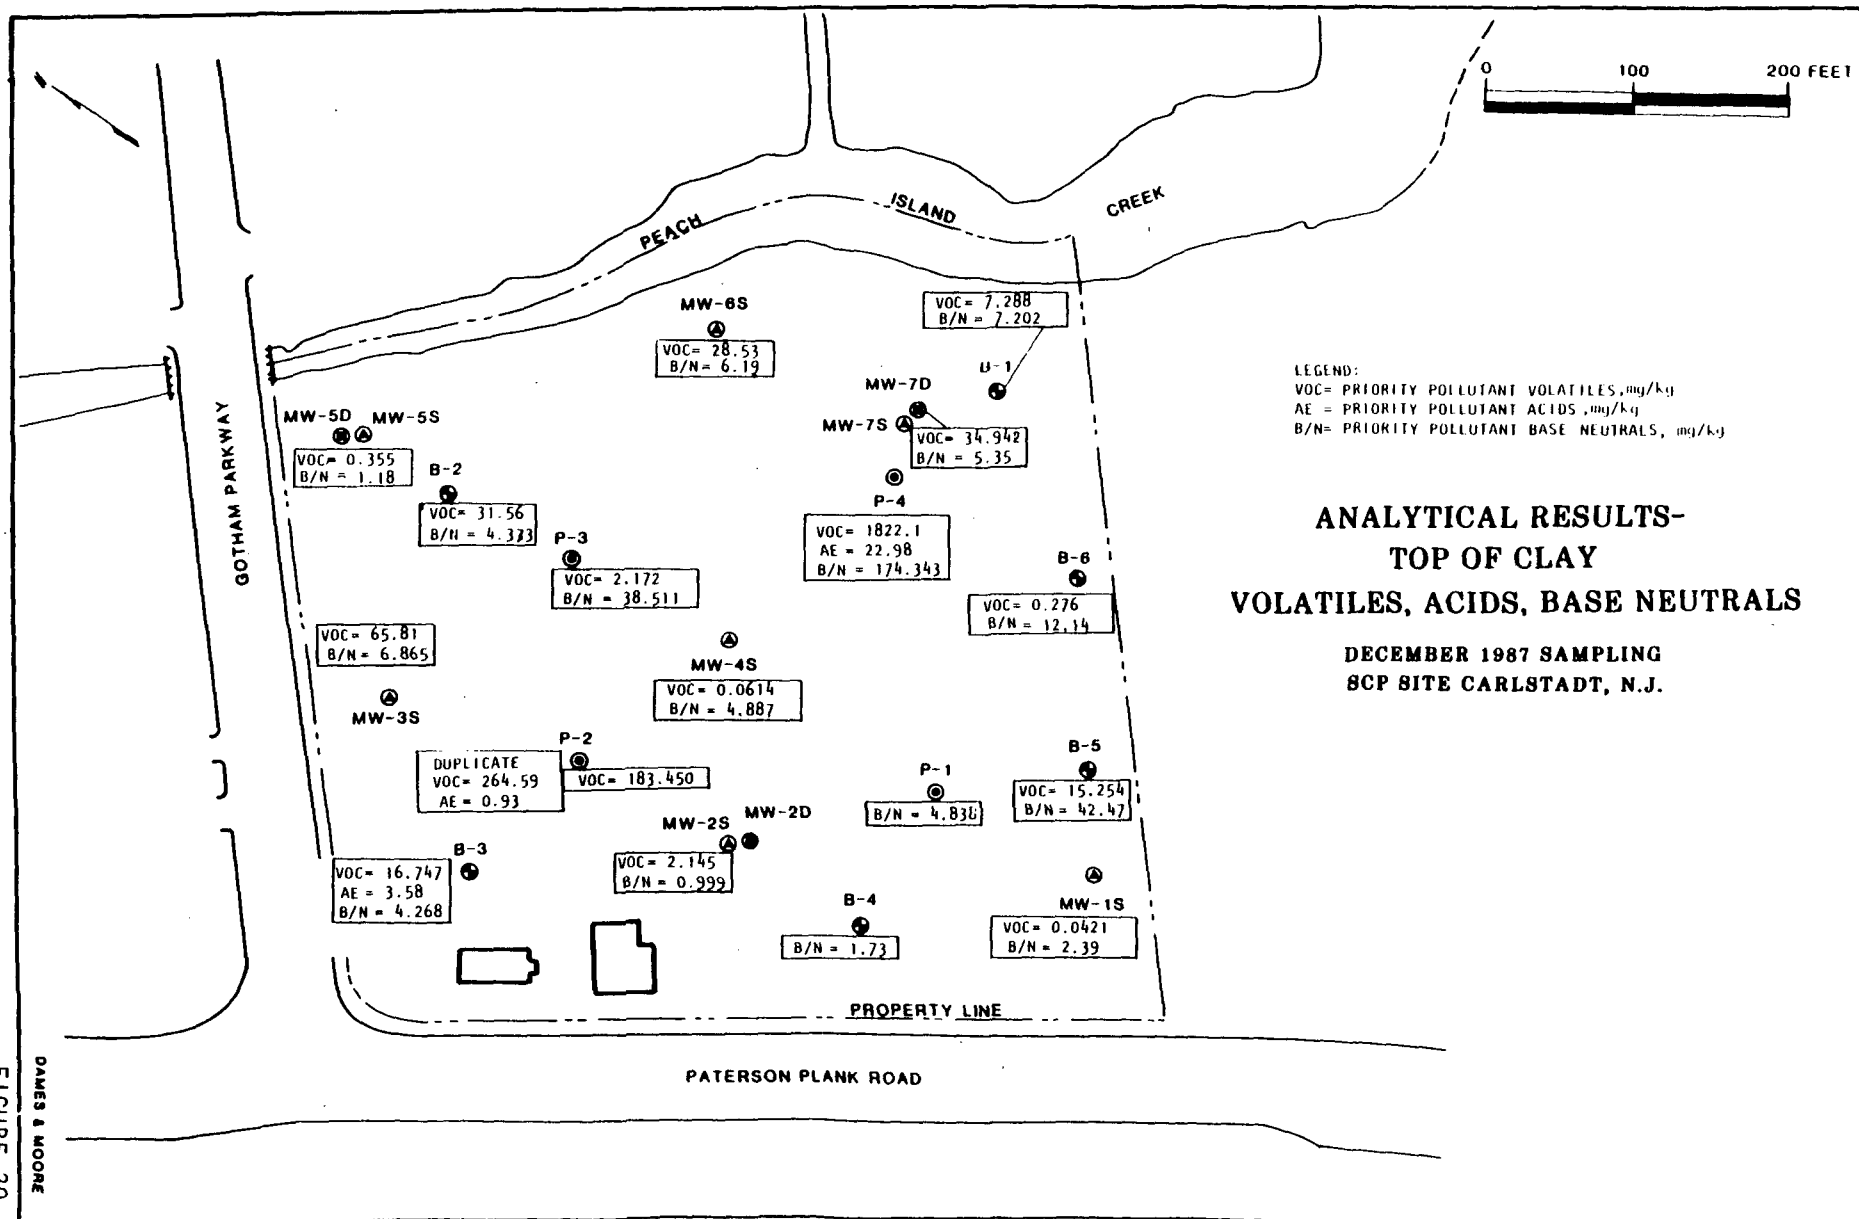 0 100 200 FEET
PEACH ISLAND CREEK
MW-6S
VOC= 28.53
B/N= 6.19
VOC= 7.288
B/N= 7.202
B-1
MW-7D
MW-7S
VOC= 34.942
B/N= 5.35
LEGEND:
VOC= PRIORITY POLLUTANT VOLATILES, mg/kg
AE = PRIORITY POLLUTANT ACIDS, mg/kg
B/N= PRIORITY POLLUTANT BASE NEUTRALS, mg/kg
GOTHAM PARKWAY
MW-5D MW-5S
VOC= 0.355
B/N = 1.18
B-2
VOC= 31.56
B/N = 4.333
P-4
VOC= 1822.1
AE = 22.98
B/N = 174.343
P-3
VOC= 2.172
B/N= 38.511
B-6
VOC= 0.276
B/N = 12.14
ANALYTICAL RESULTS-
TOP OF CLAY
VOLATILES, ACIDS, BASE NEUTRALS
DECEMBER 1987 SAMPLING
SCP SITE CARLSTADT, N.J.
VOC= 65.81
B/N= 6.865
MW-3S
MW-4S
VOC= 0.0614
B/N= 4.887
P-2
DUPLICATE
VOC= 264.59
AE = 0.93
VOC= 183.450
P-1
B/N = 4.838
B-5
VOC= 15.254
B/N = 42.47
MW-2S MW-2D
VOC= 2.145
B/N= 0.999
B-3
VOC= 16.747
AE = 3.58
B/N= 4.268
B-4
B/N = 1.73
MW-1S
VOC= 0.0421
B/N = 2.39
PROPERTY LINE
PATERSON PLANK ROAD
DAMES & MOORE